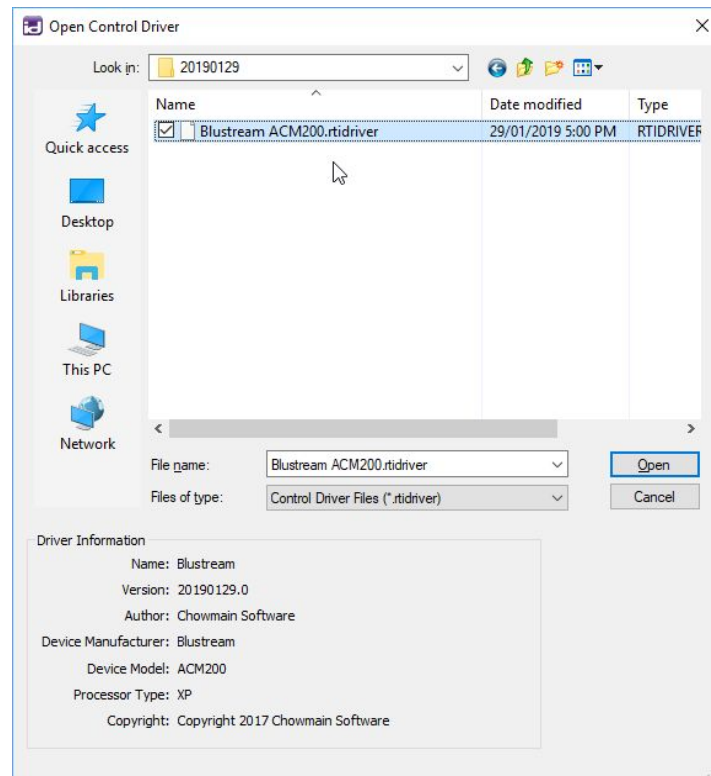 Open Control Driver
Look in: 20190129
Name Date modified Type
Blustream ACM200.rtidriver 29/01/2019 5:00 PM RTIDRIVER
Quick access
Desktop
Libraries
This PC
Network
File name: Blustream ACM200.rtidriver Open
Files of type: Control Driver Files (*.rtidriver) Cancel
Driver Information
Name: Blustream
Version: 20190129.0
Author: Chowmain Software
Device Manufacturer: Blustream
Device Model: ACM200
Processor Type: XP
Copyright: Copyright 2017 Chowmain Software